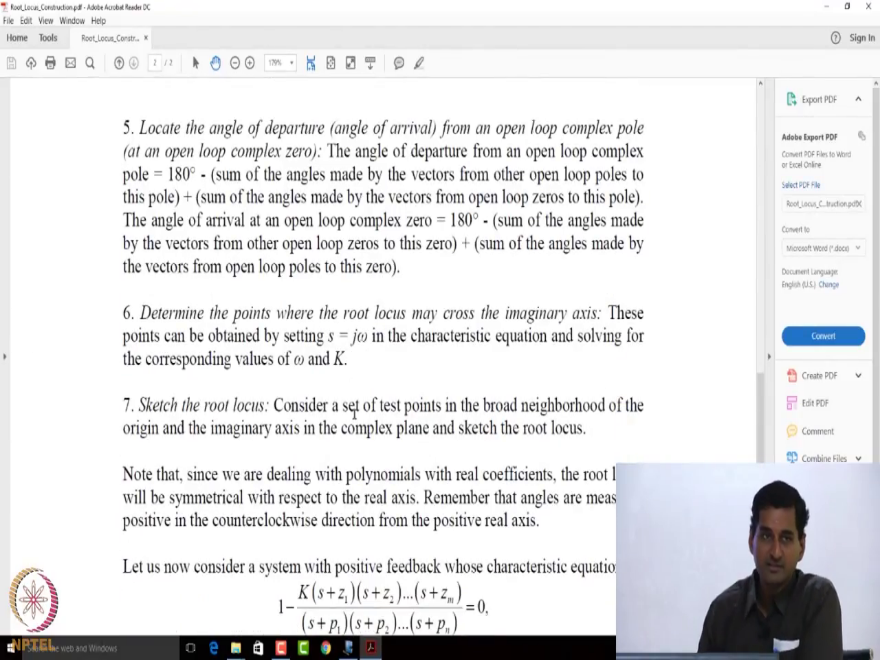 Root_Locus_Construction.pdf - Adobe Acrobat Reader DC
File Edit View Window Help
Home Tools Root_Locus_Constr... × Sign In
2 / 2 179%
5. Locate the angle of departure (angle of arrival) from an open loop complex pole
(at an open loop complex zero): The angle of departure from an open loop complex
pole = 180° - (sum of the angles made by the vectors from other open loop poles to
this pole) + (sum of the angles made by the vectors from open loop zeros to this pole).
The angle of arrival at an open loop complex zero = 180° - (sum of the angles made
by the vectors from other open loop zeros to this zero) + (sum of the angles made by
the vectors from open loop poles to this zero).
6. Determine the points where the root locus may cross the imaginary axis: These
points can be obtained by setting s = jω in the characteristic equation and solving for
the corresponding values of ω and K.
7. Sketch the root locus: Consider a set of test points in the broad neighborhood of the
origin and the imaginary axis in the complex plane and sketch the root locus.
Note that, since we are dealing with polynomials with real coefficients, the root l
will be symmetrical with respect to the real axis. Remember that angles are meas
positive in the counterclockwise direction from the positive real axis.
Let us now consider a system with positive feedback whose characteristic equatio
1 - K(s+z₁)(s+z₂)...(s+zₘ) / (s+p₁)(s+p₂)...(s+pₙ) = 0,
Export PDF
Adobe Export PDF
Convert PDF Files to Word
or Excel Online
Select PDF File
Root_Locus_C...truction.pdf
Convert to
Microsoft Word (*.docx)
Document Language:
English (U.S.) Change
Convert
Create PDF
Edit PDF
Comment
Combine Files
NPTEL
the web and Windows